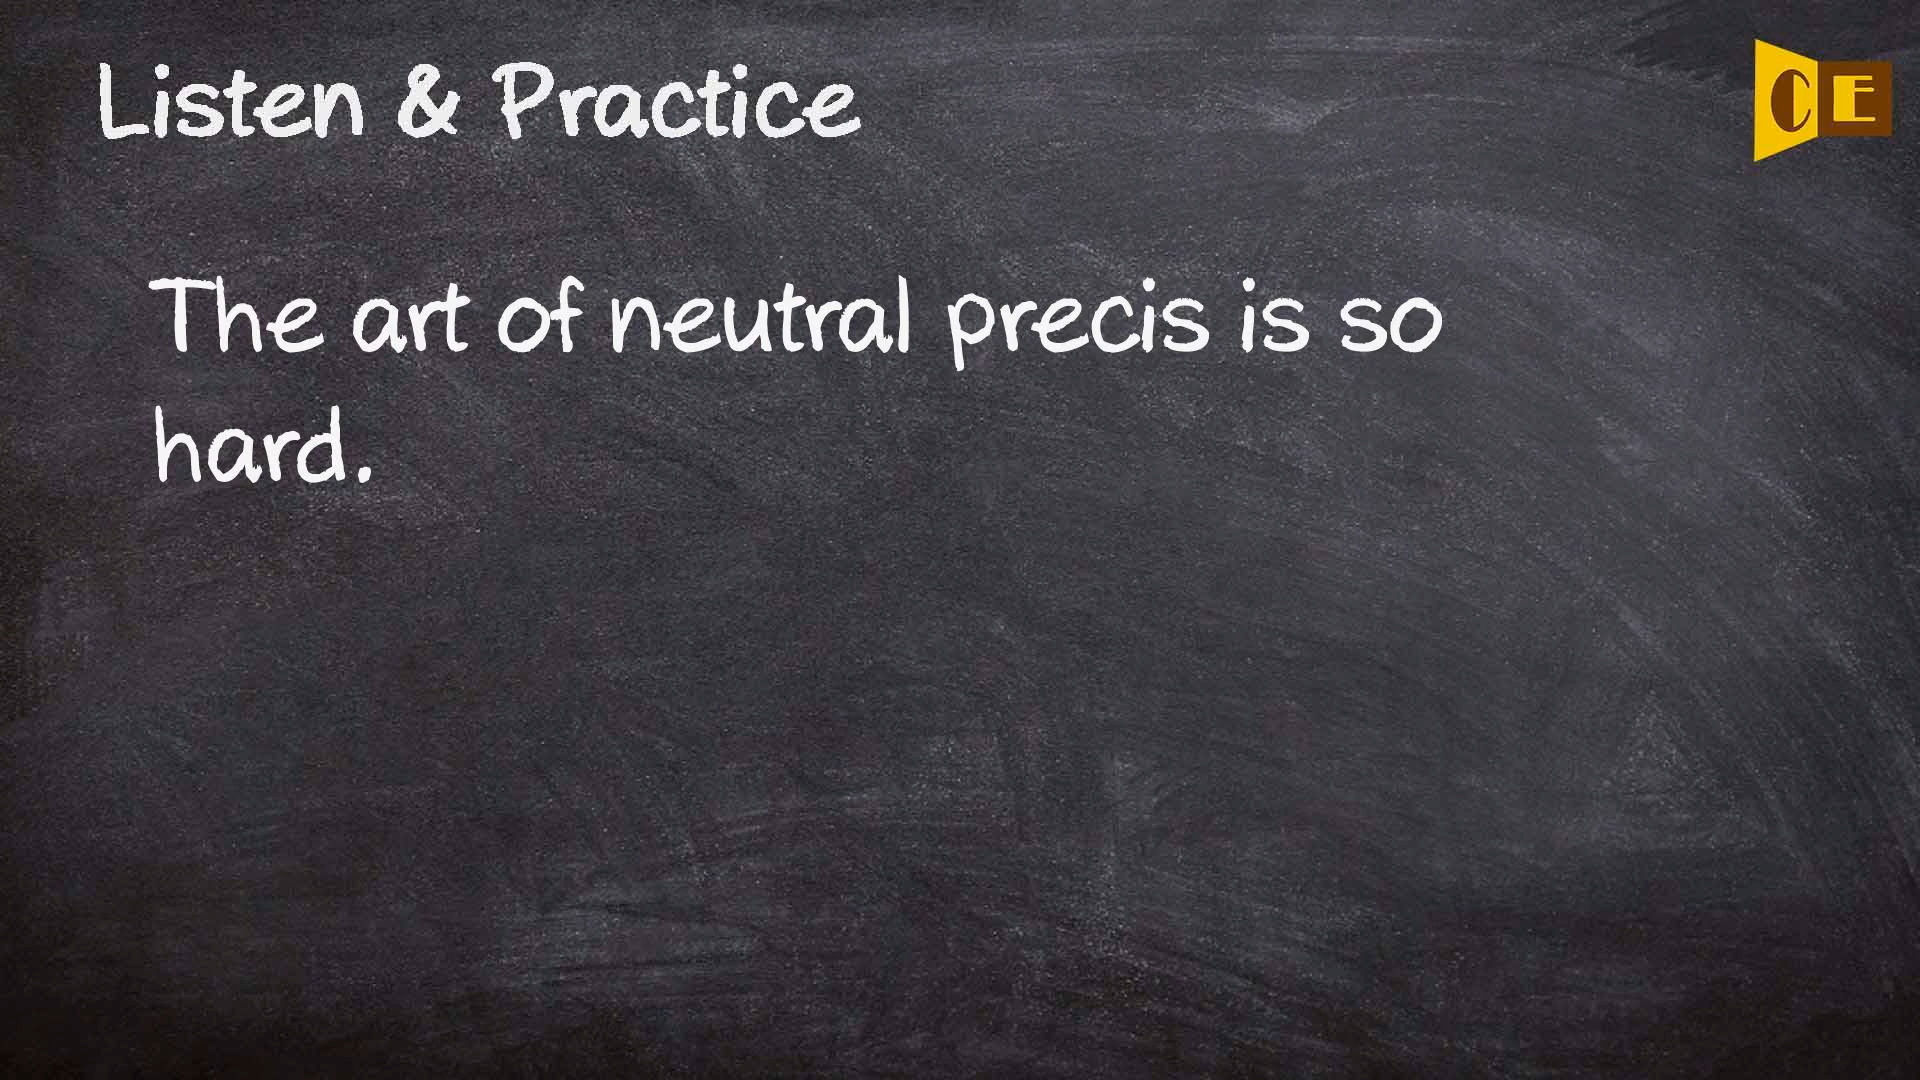 Listen & Practice
CE
The art of neutral precis is so
hard.